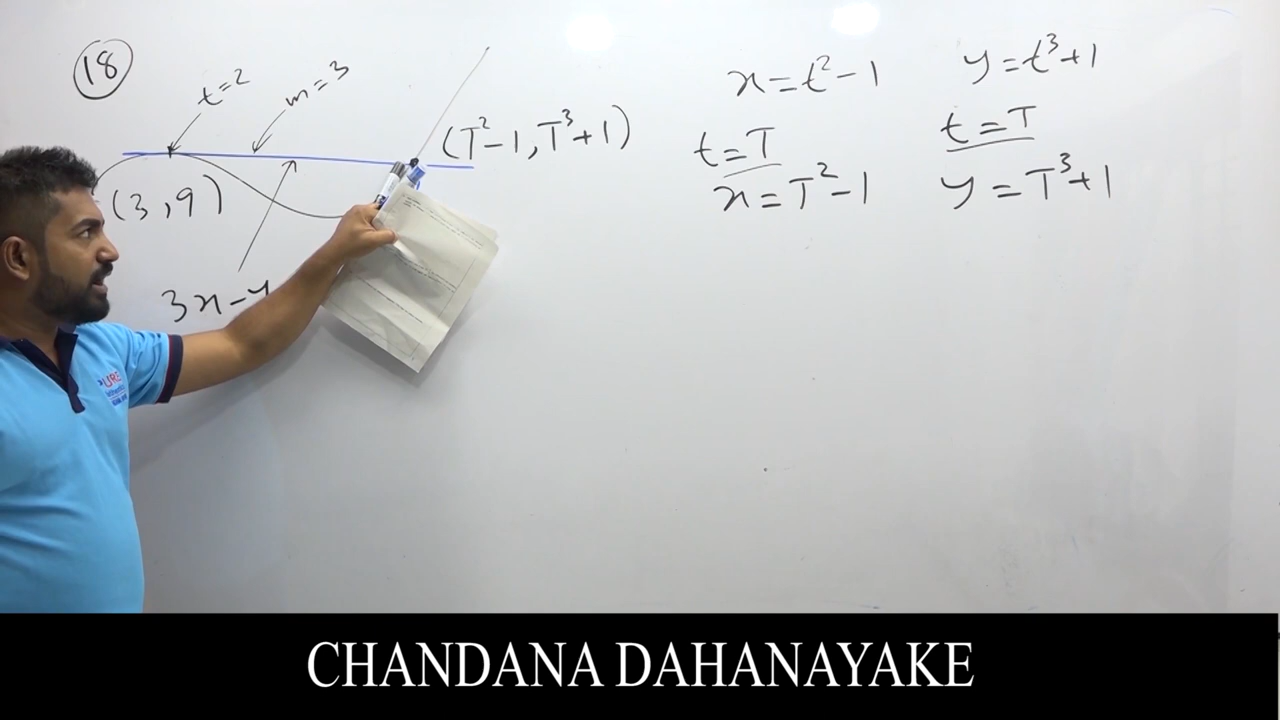 18
t=2
m=3
(3,9)
(T²-1, T³+1)
3x-y
x=t²-1
y=t³+1
t=T
t=T
x=T²-1
y=T³+1
CHANDANA DAHANAYAKE